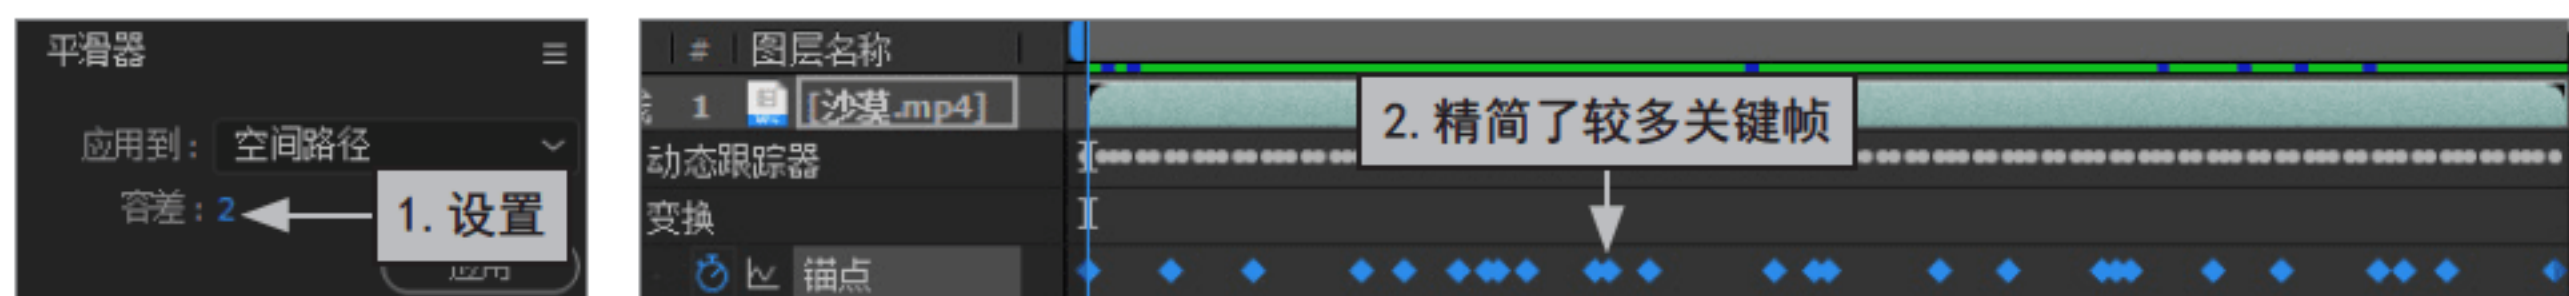 平滑器
应用到: 空间路径
容差: 2
1. 设置
应用
# 图层名称
1 [沙漠.mp4]
2. 精简了较多关键帧
动态跟踪器
变换
锚点